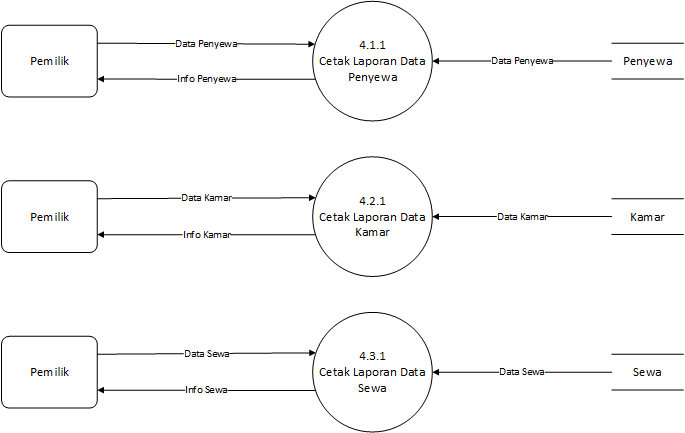 Pemilik
Data Penyewa
Info Penyewa
4.1.1
Cetak Laporan Data
Penyewa
Data Penyewa
Penyewa
Pemilik
Data Kamar
Info Kamar
4.2.1
Cetak Laporan Data
Kamar
Data Kamar
Kamar
Pemilik
Data Sewa
Info Sewa
4.3.1
Cetak Laporan Data
Sewa
Data Sewa
Sewa